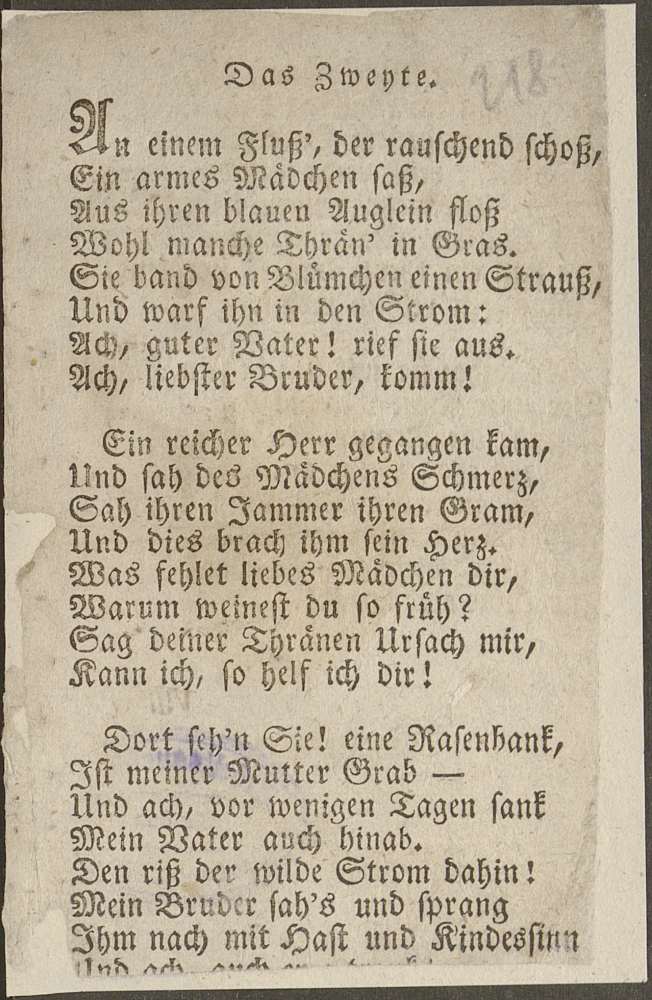 Das Zweyte.
218
An einem Fluß', der rauschend schoß,
Ein armes Mädchen saß,
Aus ihren blauen Auglein floß
Wohl manche Thrän' in Gras.
Sie band von Blümchen einen Strauß,
Und warf ihn in den Strom:
Ach, guter Vater! rief sie aus.
Ach, liebster Bruder, komm!
Ein reicher Herr gegangen kam,
Und sah des Mädchens Schmerz,
Sah ihren Jammer ihren Gram,
Und dies brach ihm sein Herz.
Was fehlet liebes Mädchen dir,
Warum weinest du so früh?
Sag deiner Thränen Ursach mir,
Kann ich, so helf ich dir!
Dort seh'n Sie! eine Rasenbank,
Ist meiner Mutter Grab —
Und ach, vor wenigen Tagen sank
Mein Vater auch hinab.
Den riß der wilde Strom dahin!
Mein Bruder sah's und sprang
Ihm nach mit Hast und Kindessinn
Und ach, auch